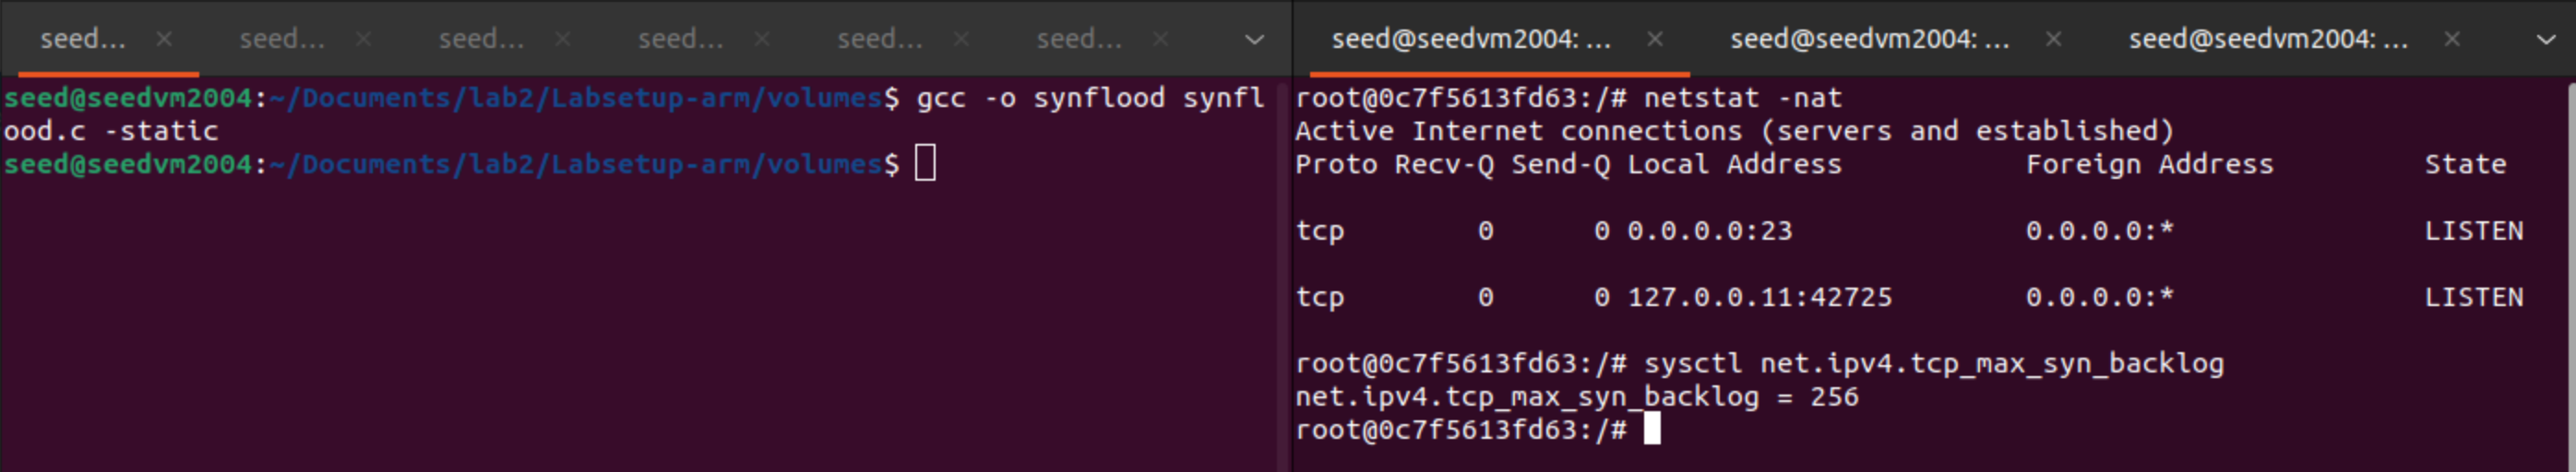 seed... × seed... × seed... × seed... × seed... × seed... ×
seed@seedvm2004:~/Documents/lab2/Labsetup-arm/volumes$ gcc -o synflood synfl
ood.c -static
seed@seedvm2004:~/Documents/lab2/Labsetup-arm/volumes$
seed@seedvm2004: ... × seed@seedvm2004: ... × seed@seedvm2004: ... ×
root@0c7f5613fd63:/# netstat -nat
Active Internet connections (servers and established)
Proto Recv-Q Send-Q Local Address           Foreign Address         State
tcp        0      0 0.0.0.0:23              0.0.0.0:*               LISTEN
tcp        0      0 127.0.0.11:42725        0.0.0.0:*               LISTEN
root@0c7f5613fd63:/# sysctl net.ipv4.tcp_max_syn_backlog
net.ipv4.tcp_max_syn_backlog = 256
root@0c7f5613fd63:/#